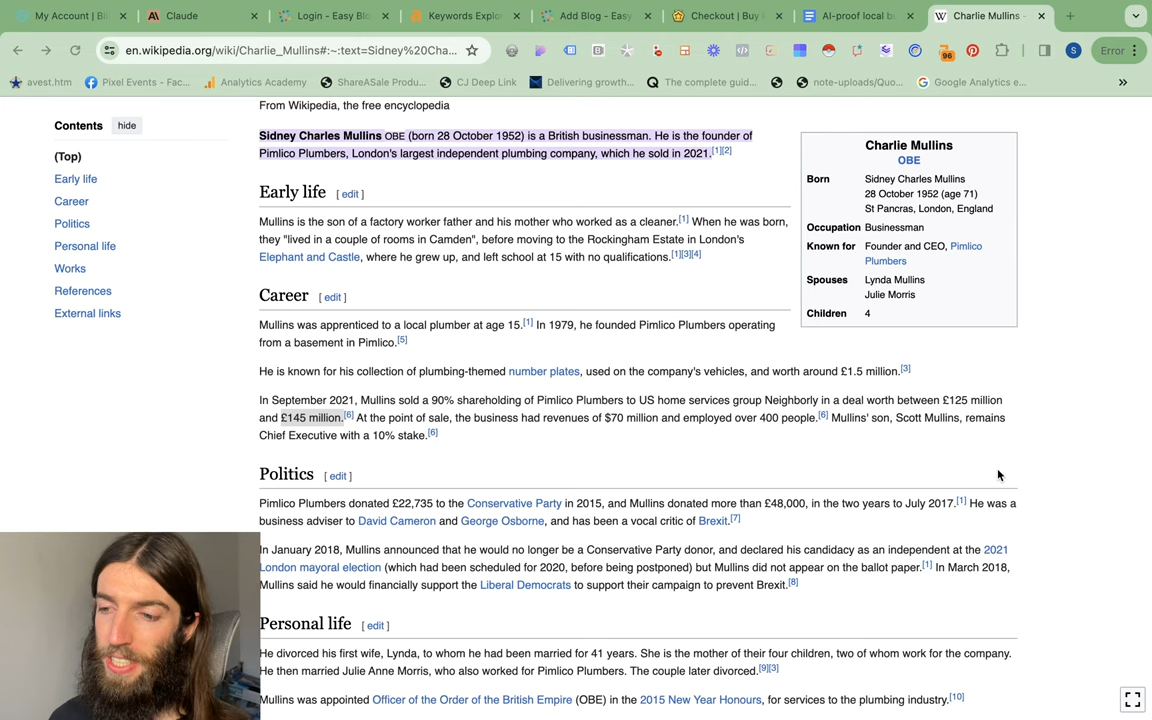 My Account | Bil
Claude
Login - Easy Blo
Keywords Explo
Add Blog - Easy
Checkout | Buy
AI-proof local b
Charlie Mullins -
en.wikipedia.org/wiki/Charlie_Mullins#:~:text=Sidney%20Cha...
96
S
Error
avest.htm
Pixel Events - Fac...
Analytics Academy
ShareASale Produ...
CJ Deep Link
Delivering growth...
The complete guid...
note-uploads/Quo...
Google Analytics e...
From Wikipedia, the free encyclopedia
Contents hide
(Top)
Early life
Career
Politics
Personal life
Works
References
External links
Sidney Charles Mullins OBE (born 28 October 1952) is a British businessman. He is the founder of
Pimlico Plumbers, London's largest independent plumbing company, which he sold in 2021.[1][2]
Charlie Mullins
OBE
Born Sidney Charles Mullins
28 October 1952 (age 71)
St Pancras, London, England
Occupation Businessman
Known for Founder and CEO, Pimlico
Plumbers
Spouses Lynda Mullins
Julie Morris
Children 4
Early life [ edit ]
Mullins is the son of a factory worker father and his mother who worked as a cleaner.[1] When he was born,
they "lived in a couple of rooms in Camden", before moving to the Rockingham Estate in London's
Elephant and Castle, where he grew up, and left school at 15 with no qualifications.[1][3][4]
Career [ edit ]
Mullins was apprenticed to a local plumber at age 15.[1] In 1979, he founded Pimlico Plumbers operating
from a basement in Pimlico.[5]
He is known for his collection of plumbing-themed number plates, used on the company's vehicles, and worth around £1.5 million.[3]
In September 2021, Mullins sold a 90% shareholding of Pimlico Plumbers to US home services group Neighborly in a deal worth between £125 million
and £145 million.[6] At the point of sale, the business had revenues of $70 million and employed over 400 people.[6] Mullins' son, Scott Mullins, remains
Chief Executive with a 10% stake.[6]
Politics [ edit ]
Pimlico Plumbers donated £22,735 to the Conservative Party in 2015, and Mullins donated more than £48,000, in the two years to July 2017.[1] He was a
business adviser to David Cameron and George Osborne, and has been a vocal critic of Brexit.[7]
In January 2018, Mullins announced that he would no longer be a Conservative Party donor, and declared his candidacy as an independent at the 2021
London mayoral election (which had been scheduled for 2020, before being postponed) but Mullins did not appear on the ballot paper.[1] In March 2018,
Mullins said he would financially support the Liberal Democrats to support their campaign to prevent Brexit.[8]
Personal life [ edit ]
He divorced his first wife, Lynda, to whom he had been married for 41 years. She is the mother of their four children, two of whom work for the company.
He then married Julie Anne Morris, who also worked for Pimlico Plumbers. The couple later divorced.[9][3]
Mullins was appointed Officer of the Order of the British Empire (OBE) in the 2015 New Year Honours, for services to the plumbing industry.[10]